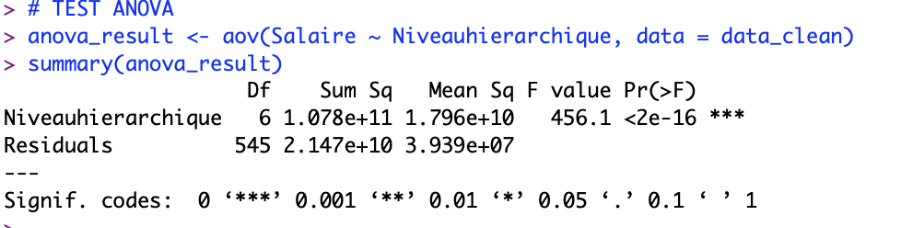 > # TEST ANOVA
> anova_result <- aov(Salaire ~ Niveauhierarchique, data = data_clean)
> summary(anova_result)
                    Df    Sum Sq   Mean Sq F value Pr(>F)
Niveauhierarchique   6 1.078e+11 1.796e+10   456.1 <2e-16 ***
Residuals          545 2.147e+10 3.939e+07
---
Signif. codes:  0 ‘***’ 0.001 ‘**’ 0.01 ‘*’ 0.05 ‘.’ 0.1 ‘ ’ 1
>